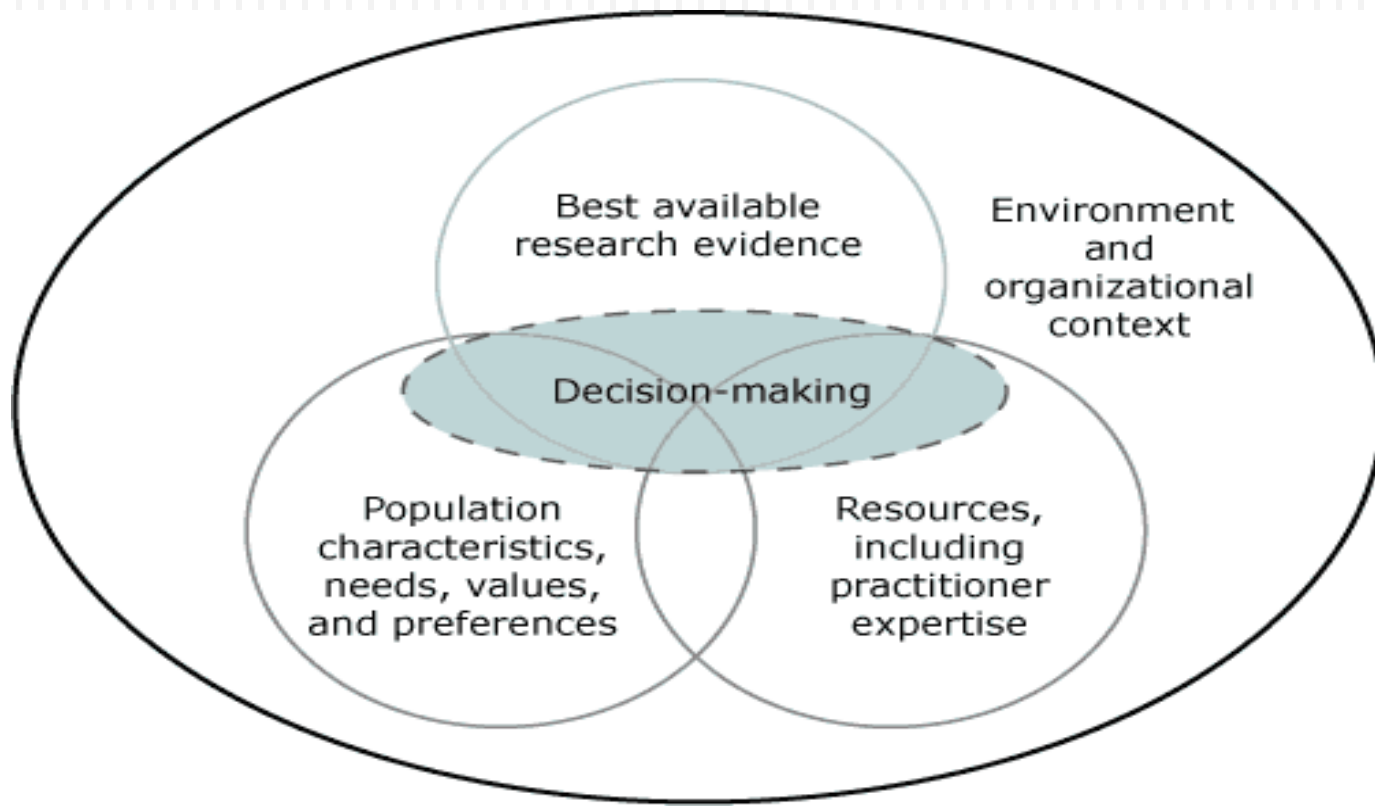 Best available
research evidence
Environment
and
organizational
context
Decision-making
Population
characteristics,
needs, values,
and preferences
Resources,
including
practitioner
expertise